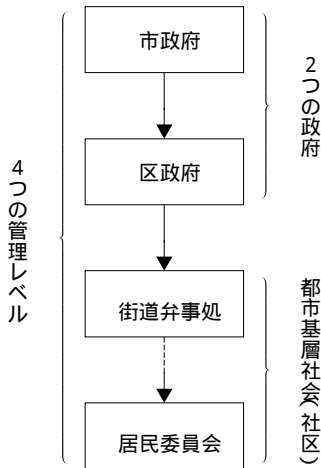 市政府
区政府
街道弁事処
居民委員会
4つの管理レベル
2つの政府
都市基層社会(社区)